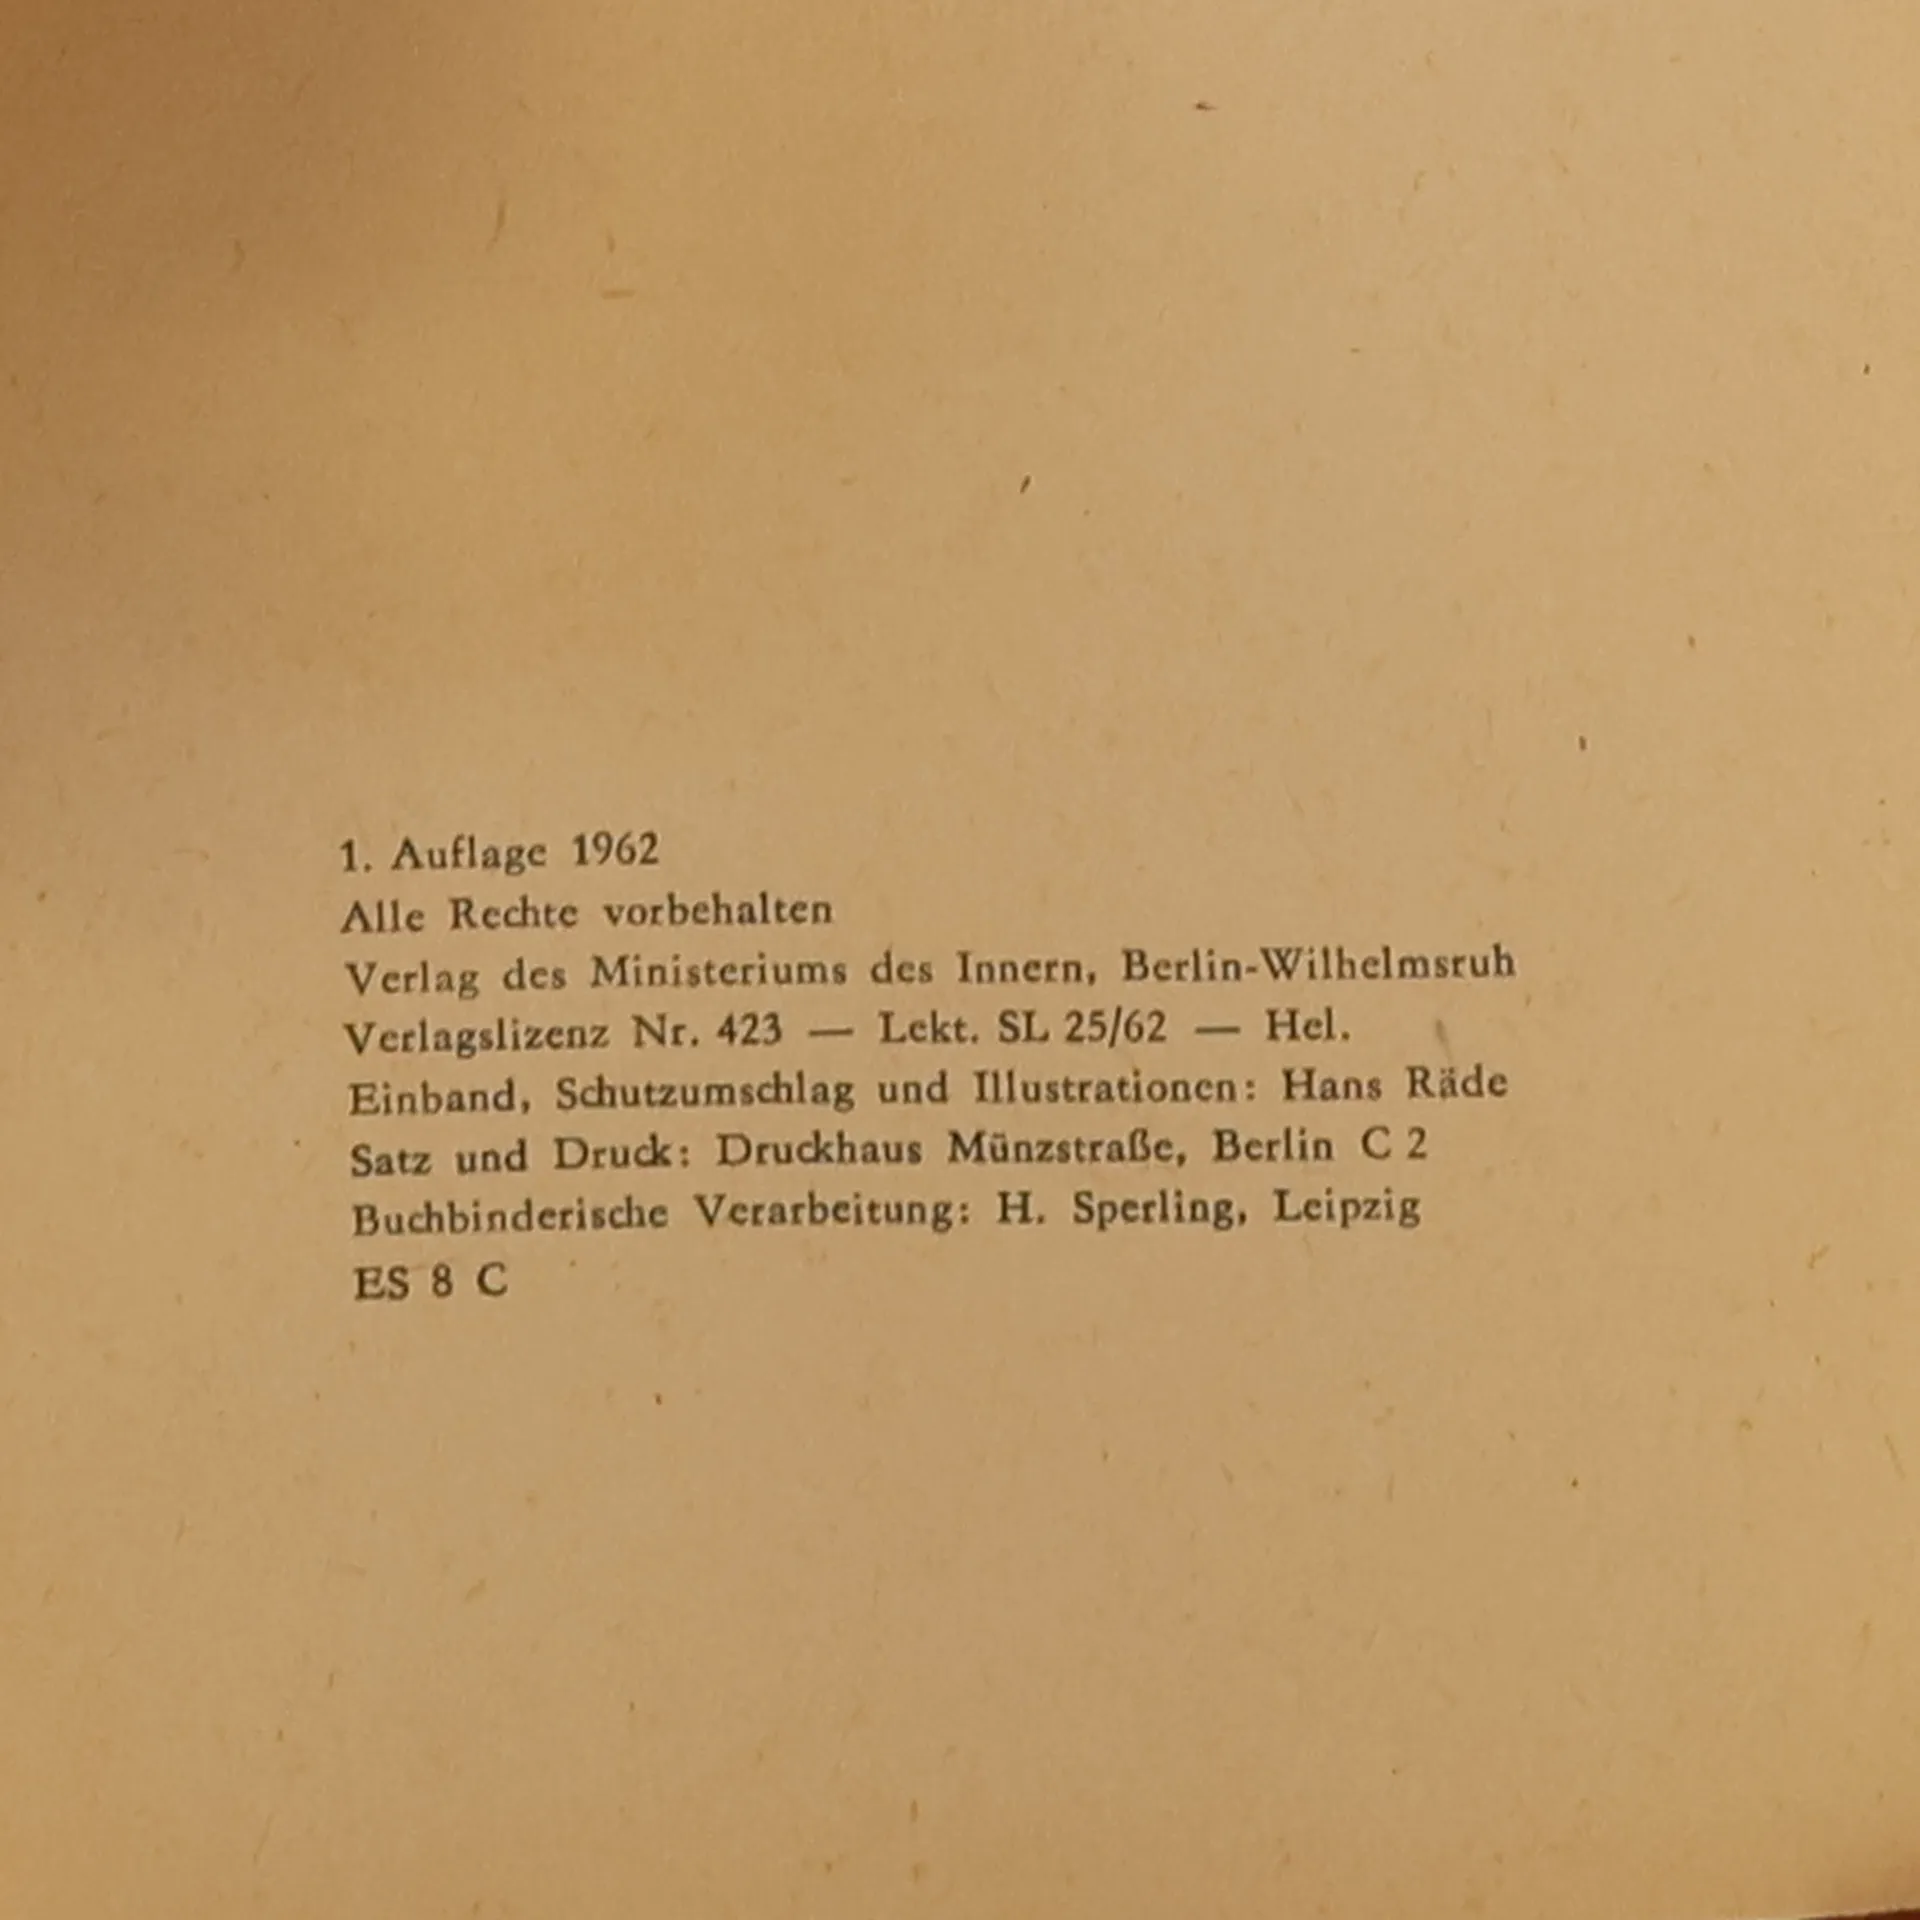 1. Auflage 1962
Alle Rechte vorbehalten
Verlag des Ministeriums des Innern, Berlin-Wilhelmsruh
Verlagslizenz Nr. 423 — Lekt. SL 25/62 — Hel.
Einband, Schutzumschlag und Illustrationen: Hans Räde
Satz und Druck: Druckhaus Münzstraße, Berlin C 2
Buchbinderische Verarbeitung: H. Sperling, Leipzig
ES 8 C